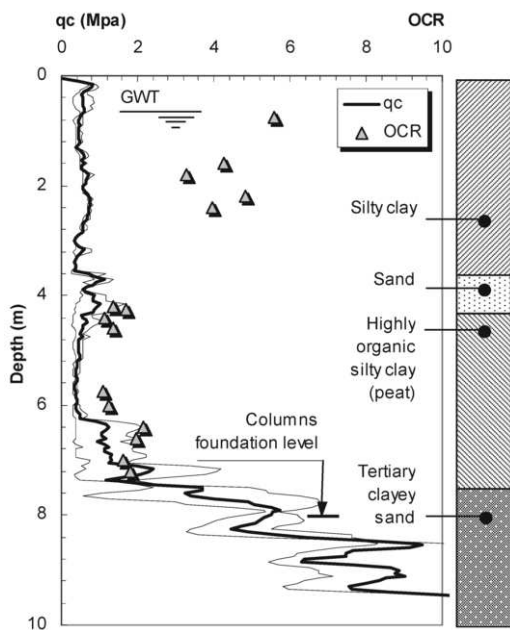 qc (Mpa) OCR
0 2 4 6 8 10
0
GWT
qc
OCR
2
Silty clay
Sand
4
Highly
organic
silty clay
(peat)
Depth (m)
6
Columns
foundation level
Tertiary
clayey
sand
8
10